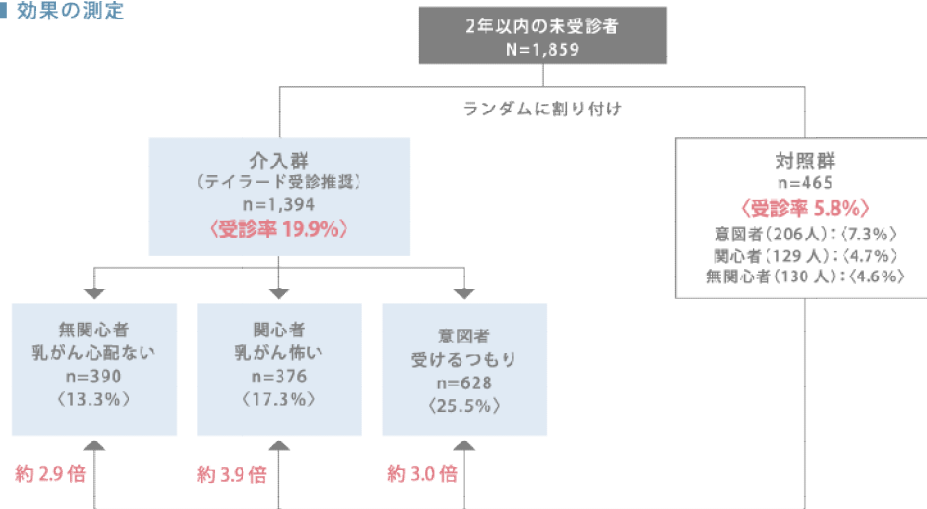 効果の測定
2年以内の未受診者
N=1,859
ランダムに割り付け
介入群
(テイラード受診推奨)
n=1,394
〈受診率 19.9%〉
対照群
n=465
〈受診率 5.8%〉
意図者(206人):〈7.3%〉
関心者(129人):〈4.7%〉
無関心者(130人):〈4.6%〉
無関心者
乳がん心配ない
n=390
〈13.3%〉
関心者
乳がん怖い
n=376
〈17.3%〉
意図者
受けるつもり
n=628
〈25.5%〉
約 2.9 倍
約 3.9 倍
約 3.0 倍